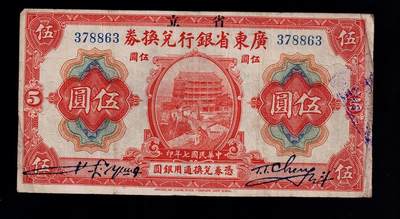 立省
伍 378863 廣東省銀行兌換券 378863 伍
伍圓 伍圓
伍圓 伍圓
5
中華民國七年印
憑券兌換通用銀圓
伍 伍